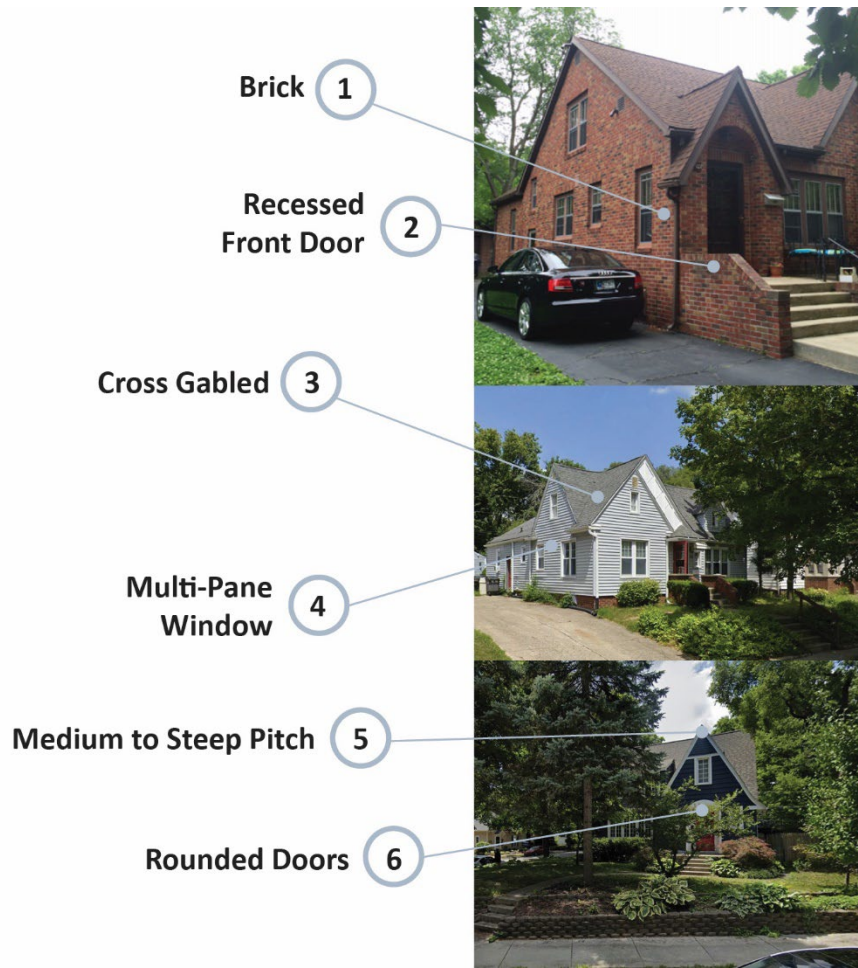 Brick 1
Recessed
Front Door 2
Cross Gabled 3
Multi-Pane
Window 4
Medium to Steep Pitch 5
Rounded Doors 6